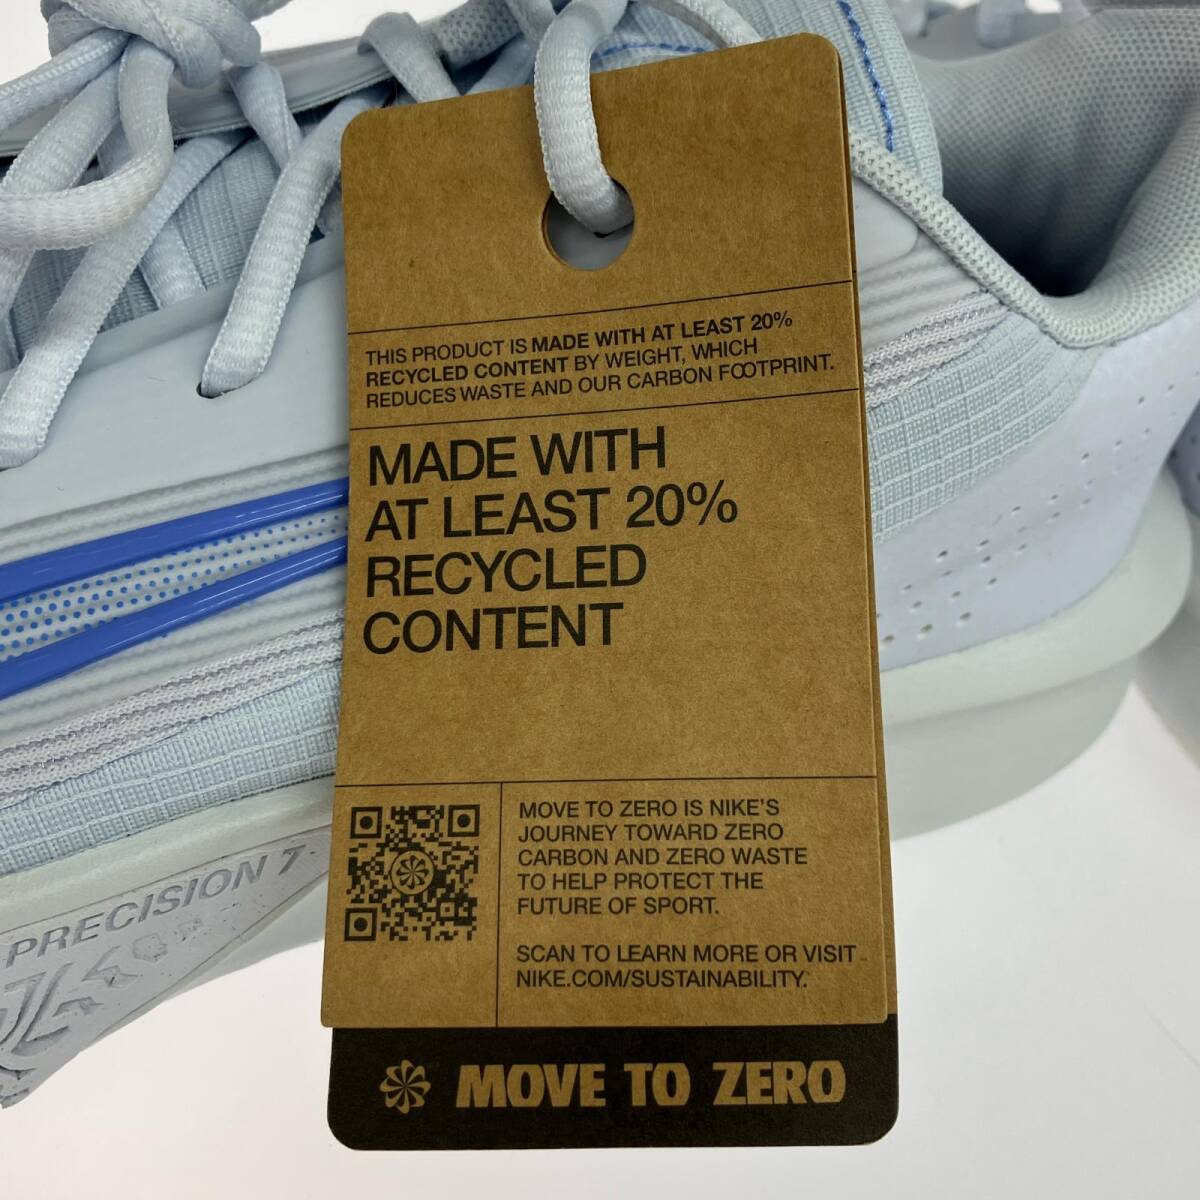 THIS PRODUCT IS MADE WITH AT LEAST 20%
RECYCLED CONTENT BY WEIGHT, WHICH
REDUCES WASTE AND OUR CARBON FOOTPRINT.
MADE WITH
AT LEAST 20%
RECYCLED
CONTENT
MOVE TO ZERO IS NIKE'S
JOURNEY TOWARD ZERO
CARBON AND ZERO WASTE
TO HELP PROTECT THE
FUTURE OF SPORT.
SCAN TO LEARN MORE OR VISIT
NIKE.COM/SUSTAINABILITY.
MOVE TO ZERO
PRECISION 7